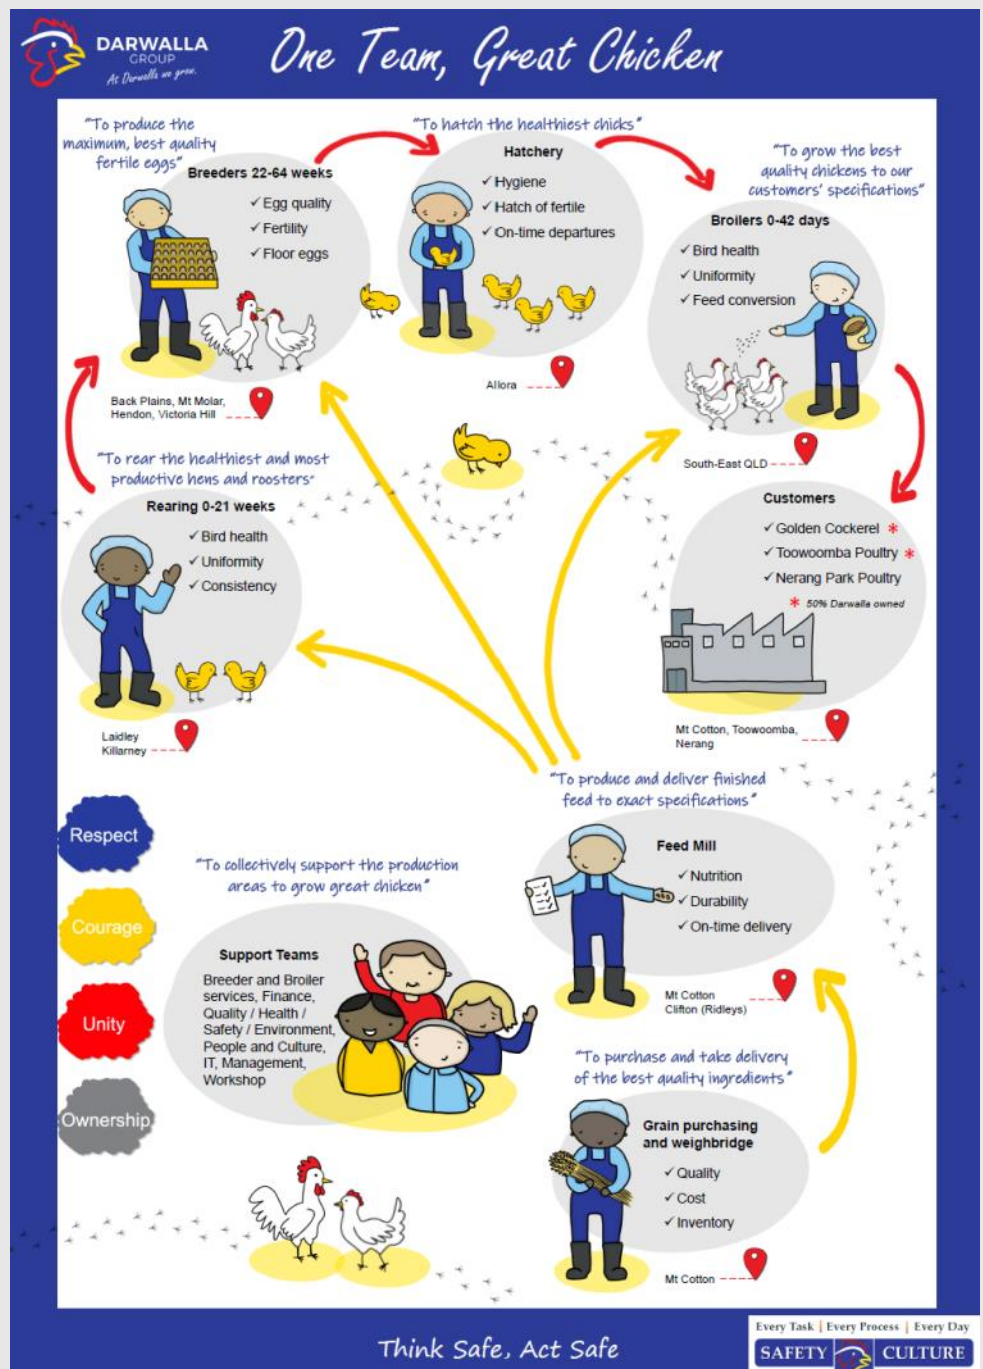 DARWALLA
GROUP
At Darwalla we grow.
One Team, Great Chicken
"To produce the
maximum, best quality
fertile eggs"
Breeders 22-64 weeks
✓ Egg quality
✓ Fertility
✓ Floor eggs
Back Plains, Mt Molar,
Hendon, Victoria Hill
"To hatch the healthiest chicks"
Hatchery
✓ Hygiene
✓ Hatch of fertile
✓ On-time departures
Allora
"To grow the best
quality chickens to our
customers' specifications"
Broilers 0-42 days
✓ Bird health
✓ Uniformity
✓ Feed conversion
South-East QLD
"To rear the healthiest and most
productive hens and roosters"
Rearing 0-21 weeks
✓ Bird health
✓ Uniformity
✓ Consistency
Laidley
Killarney
Customers
✓ Golden Cockerel *
✓ Toowoomba Poultry *
✓ Nerang Park Poultry
* 50% Darwalla owned
Mt Cotton, Toowoomba,
Nerang
"To produce and deliver finished
feed to exact specifications"
Feed Mill
✓ Nutrition
✓ Durability
✓ On-time delivery
Mt Cotton
Clifton (Ridleys)
Respect
Courage
Unity
Ownership
"To collectively support the production
areas to grow great chicken"
Support Teams
Breeder and Broiler
services, Finance,
Quality / Health /
Safety / Environment,
People and Culture,
IT, Management,
Workshop
"To purchase and take delivery
of the best quality ingredients"
Grain purchasing
and weighbridge
✓ Quality
✓ Cost
✓ Inventory
Mt Cotton
Think Safe, Act Safe
Every Task | Every Process | Every Day
SAFETY CULTURE